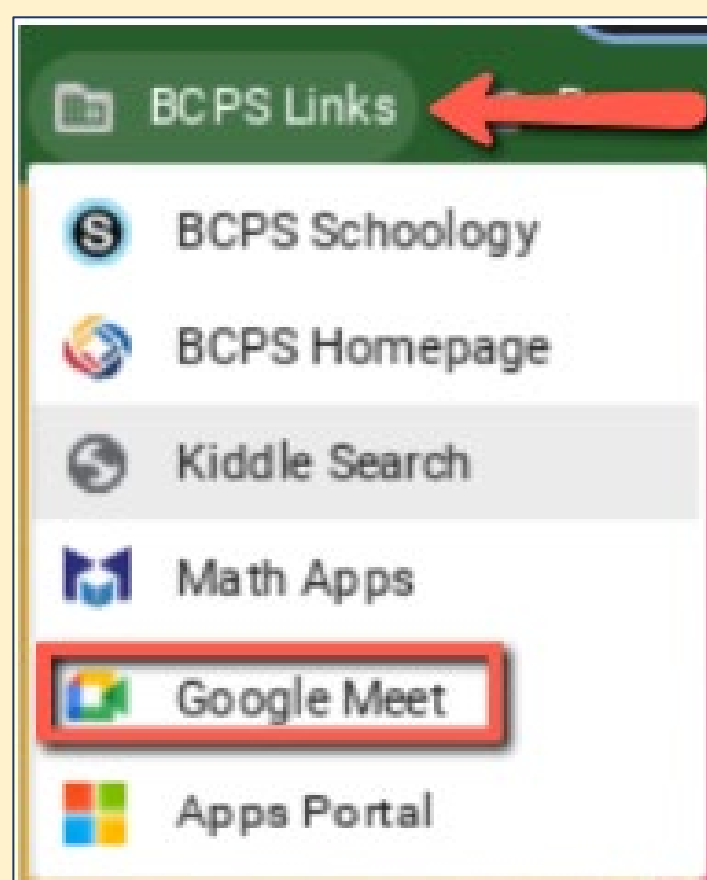 BCPS Links
BCPS Schoology
BCPS Homepage
Kiddle Search
Math Apps
Google Meet
Apps Portal